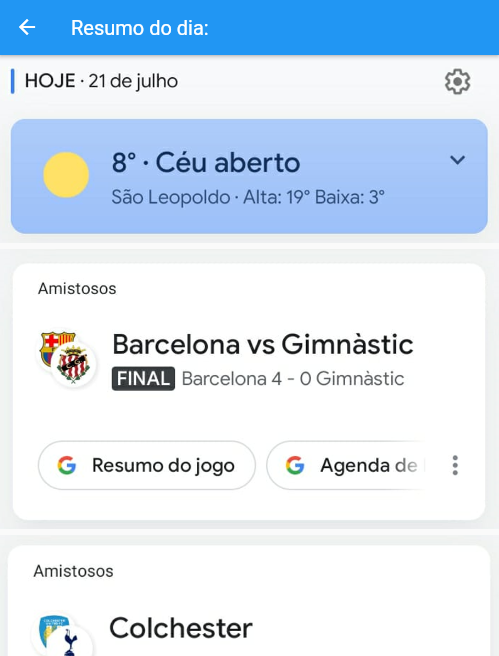 Resumo do dia:
HOJE · 21 de julho
8° · Céu aberto
São Leopoldo · Alta: 19° Baixa: 3°
Amistosos
Barcelona vs Gimnàstic
FINAL Barcelona 4 - 0 Gimnàstic
Resumo do jogo
Agenda de
Amistosos
Colchester